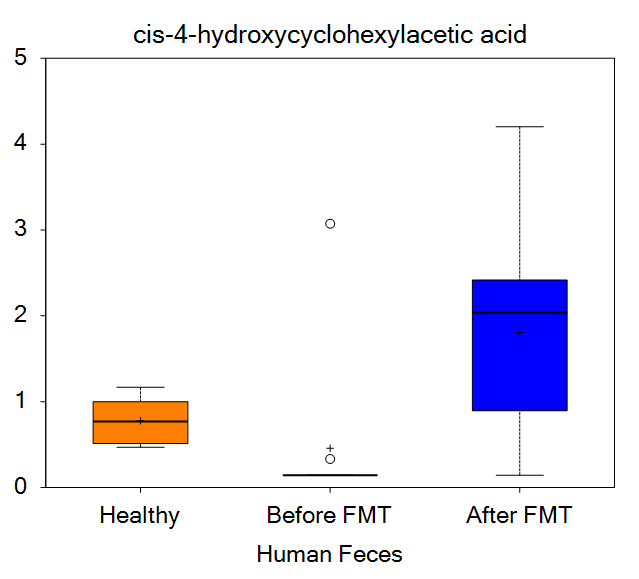 cis-4-hydroxycyclohexylacetic acid
5
4
3
2
1
0
Healthy Before FMT After FMT
Human Feces